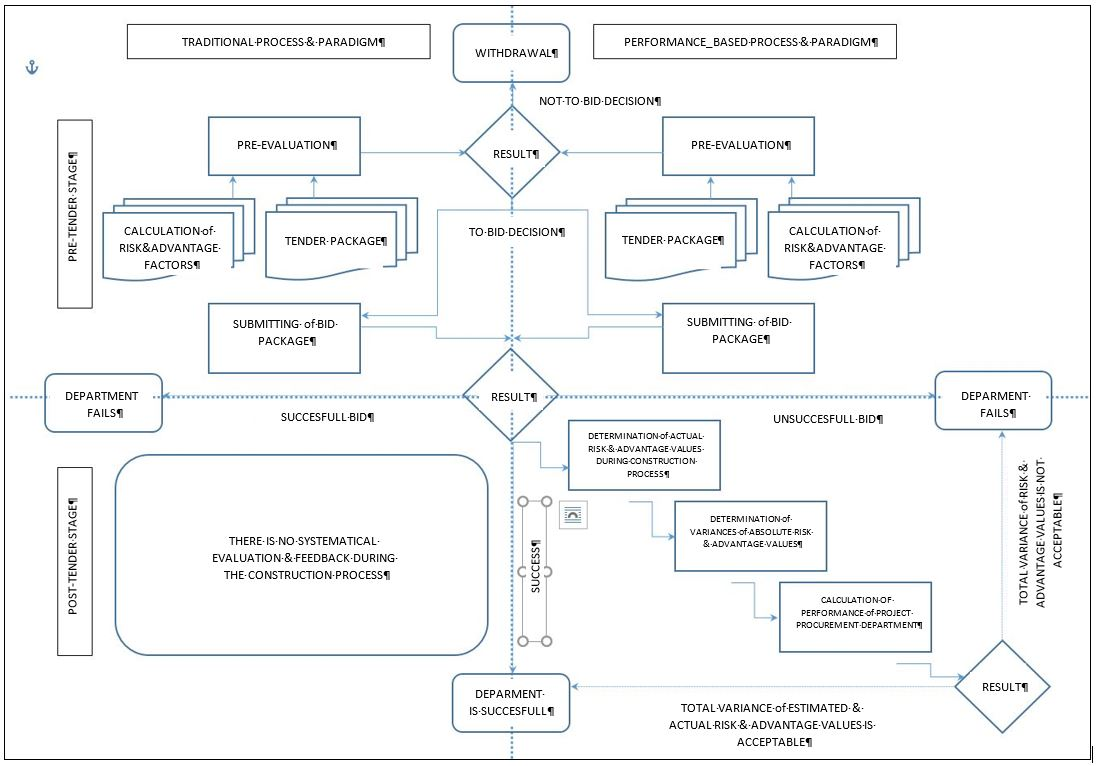 TRADITIONAL PROCESS & PARADIGM¶
WITHDRAWAL¶
PERFORMANCE_BASED PROCESS & PARADIGM¶
NOT TO BID DECISION¶
PRE-TENDER STAGE¶
PRE-EVALUATION¶
RESULT¶
PRE-EVALUATION¶
CALCULATION of
RISK&ADVANTAGE
FACTORS¶
TENDER PACKAGE¶
TO BID DECISION¶
TENDER PACKAGE¶
CALCULATION of
RISK&ADVANTAGE
FACTORS¶
SUBMITTING of BID
PACKAGE¶
SUBMITTING of BID
PACKAGE¶
DEPARTMENT
FAILS¶
RESULT¶
DEPARMENT
FAILS¶
SUCCESFULL BID¶
UNSUCCESFULL BID¶
POST-TENDER STAGE¶
THERE IS NO SYSTEMATICAL
EVALUATION & FEEDBACK DURING
THE CONSTRUCTION PROCESS¶
SUCCESS¶
DETERMINATION of ACTUAL
RISK & ADVANTAGE VALUES
DURING CONSTRUCTION
PROCESS¶
DETERMINATION of
VARIANCES of ABSOLUTE RISK
& ADVANTAGE VALUES¶
CALCULATION OF
PERFORMANCE of PROJECT
PROCUREMENT DEPARTMENT¶
TOTAL VARIANCE of RISK &
ADVANTAGE VALUES IS NOT
ACCEPTABLE¶
RESULT¶
DEPARMENT
IS SUCCESFULL¶
TOTAL VARIANCE of ESTIMATED &
ACTUAL RISK & ADVANTAGE VALUES IS
ACCEPTABLE¶